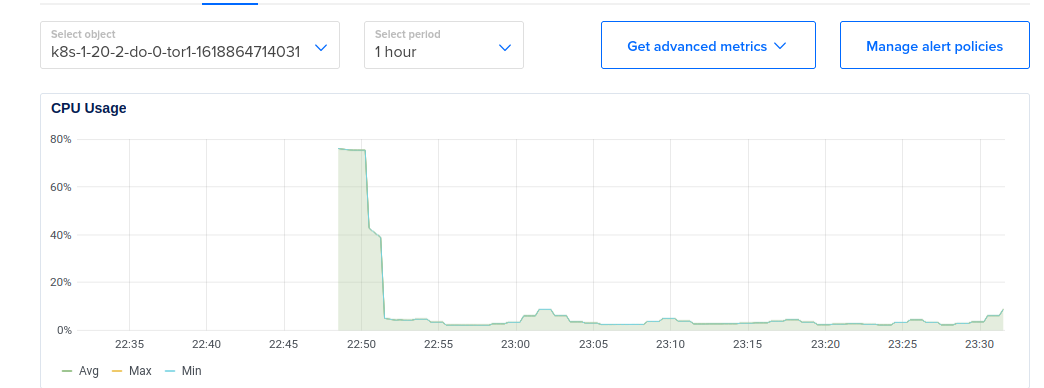 Select object
k8s-1-20-2-do-0-tor1-1618864714031
Select period
1 hour
Get advanced metrics
Manage alert policies
CPU Usage
80%
60%
40%
20%
0%
22:35 22:40 22:45 22:50 22:55 23:00 23:05 23:10 23:15 23:20 23:25 23:30
Avg Max Min